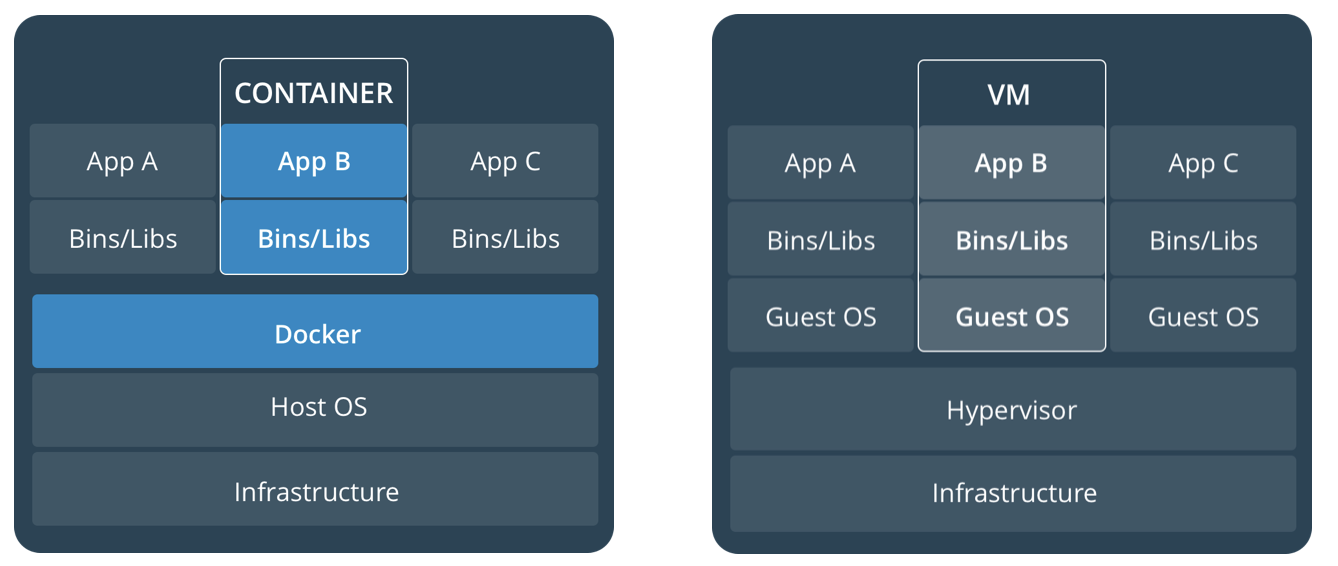 CONTAINER
App A
App B
App C
Bins/Libs
Bins/Libs
Bins/Libs
Docker
Host OS
Infrastructure
VM
App A
App B
App C
Bins/Libs
Bins/Libs
Bins/Libs
Guest OS
Guest OS
Guest OS
Hypervisor
Infrastructure